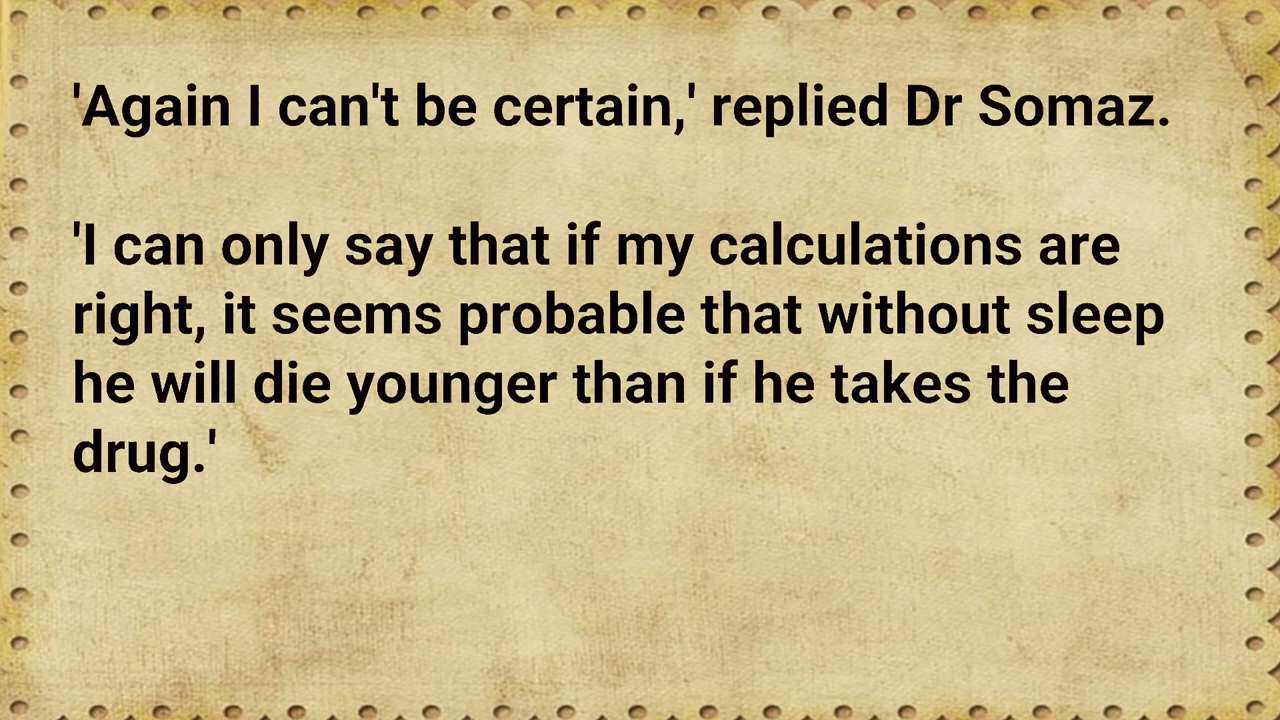 'Again I can't be certain,' replied Dr Somaz.
'I can only say that if my calculations are
right, it seems probable that without sleep
he will die younger than if he takes the
drug.'